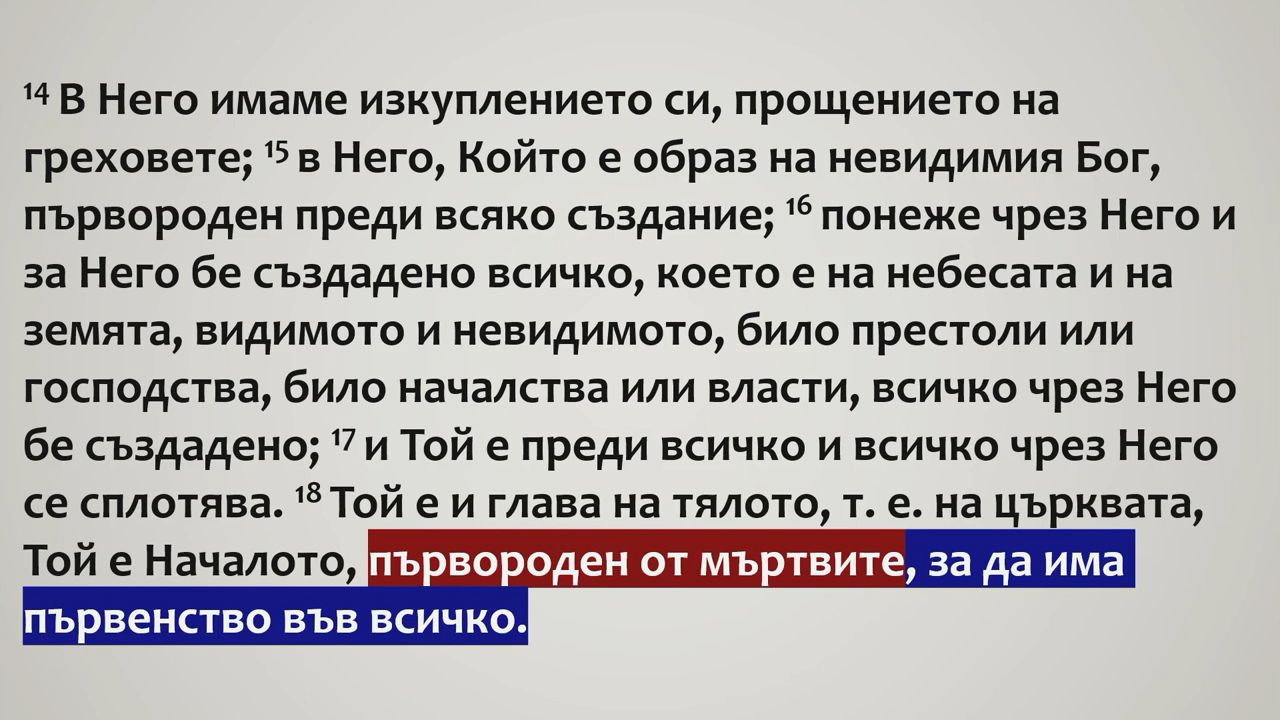 ¹⁴ В Него имаме изкуплението си, прощението на
греховете; ¹⁵ в Него, Който е образ на невидимия Бог,
първороден преди всяко създание; ¹⁶ понеже чрез Него и
за Него бе създадено всичко, което е на небесата и на
земята, видимото и невидимото, било престоли или
господства, било началства или власти, всичко чрез Него
бе създадено; ¹⁷ и Той е преди всичко и всичко чрез Него
се сплотява. ¹⁸ Той е и глава на тялото, т. е. на църквата,
Той е Началото, първороден от мъртвите, за да има
първенство във всичко.